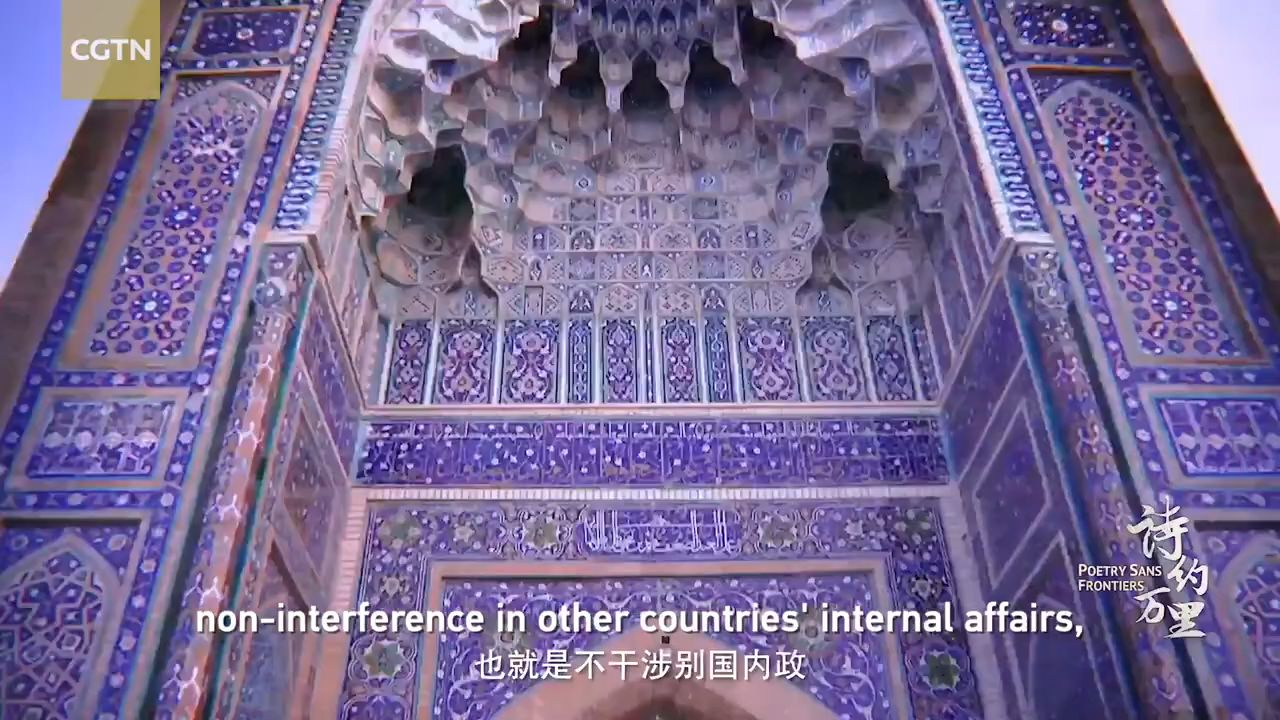 CGTN
诗约万里
POETRY SANS
FRONTIERS
non-interference in other countries' internal affairs,
也就是不干涉别国内政